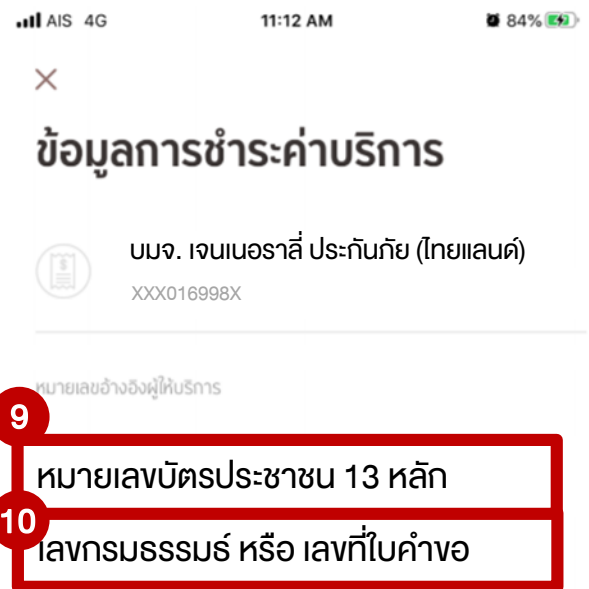 AIS 4G 11:12 AM 84%
ข้อมูลการชำระค่าบริการ
บมจ. เจนเนอราลี่ ประกันภัย (ไทยแลนด์)
XXX016998X
หมายเลขอ้างอิงผู้ให้บริการ
9
หมายเลขบัตรประชาชน 13 หลัก
10
เลขกรมธรรมธ์ หรือ เลขที่ใบคำขอ